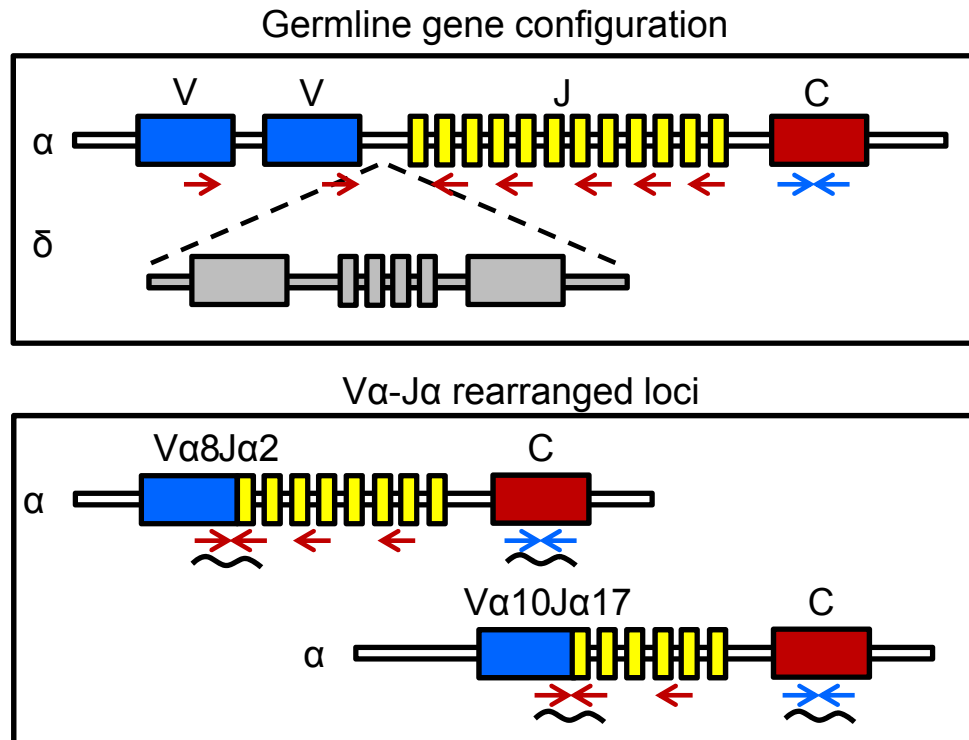 Germline gene configuration
V V J C
α
δ
Vα-Jα rearranged loci
Vα8Jα2 C
α
Vα10Jα17 C
α